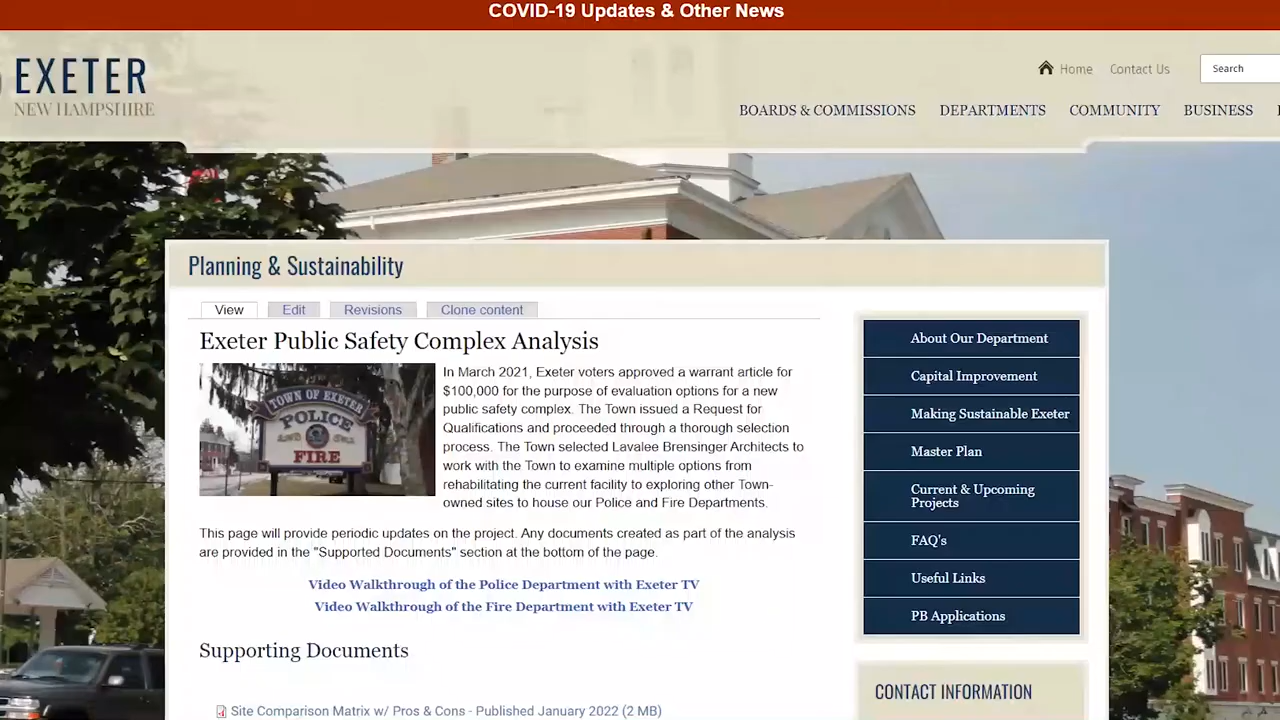 COVID-19 Updates & Other News
EXETER
NEW HAMPSHIRE
Home
Contact Us
Search
BOARDS & COMMISSIONS
DEPARTMENTS
COMMUNITY
BUSINESS
Planning & Sustainability
View
Edit
Revisions
Clone content
Exeter Public Safety Complex Analysis
TOWN OF EXETER
POLICE
AND
FIRE
In March 2021, Exeter voters approved a warrant article for
$100,000 for the purpose of evaluation options for a new
public safety complex. The Town issued a Request for
Qualifications and proceeded through a thorough selection
process. The Town selected Lavalee Brensinger Architects to
work with the Town to examine multiple options from
rehabilitating the current facility to exploring other Town-
owned sites to house our Police and Fire Departments.
This page will provide periodic updates on the project. Any documents created as part of the analysis
are provided in the "Supported Documents" section at the bottom of the page.
Video Walkthrough of the Police Department with Exeter TV
Video Walkthrough of the Fire Department with Exeter TV
Supporting Documents
Site Comparison Matrix w/ Pros & Cons - Published January 2022 (2 MB)
About Our Department
Capital Improvement
Making Sustainable Exeter
Master Plan
Current & Upcoming
Projects
FAQ's
Useful Links
PB Applications
CONTACT INFORMATION